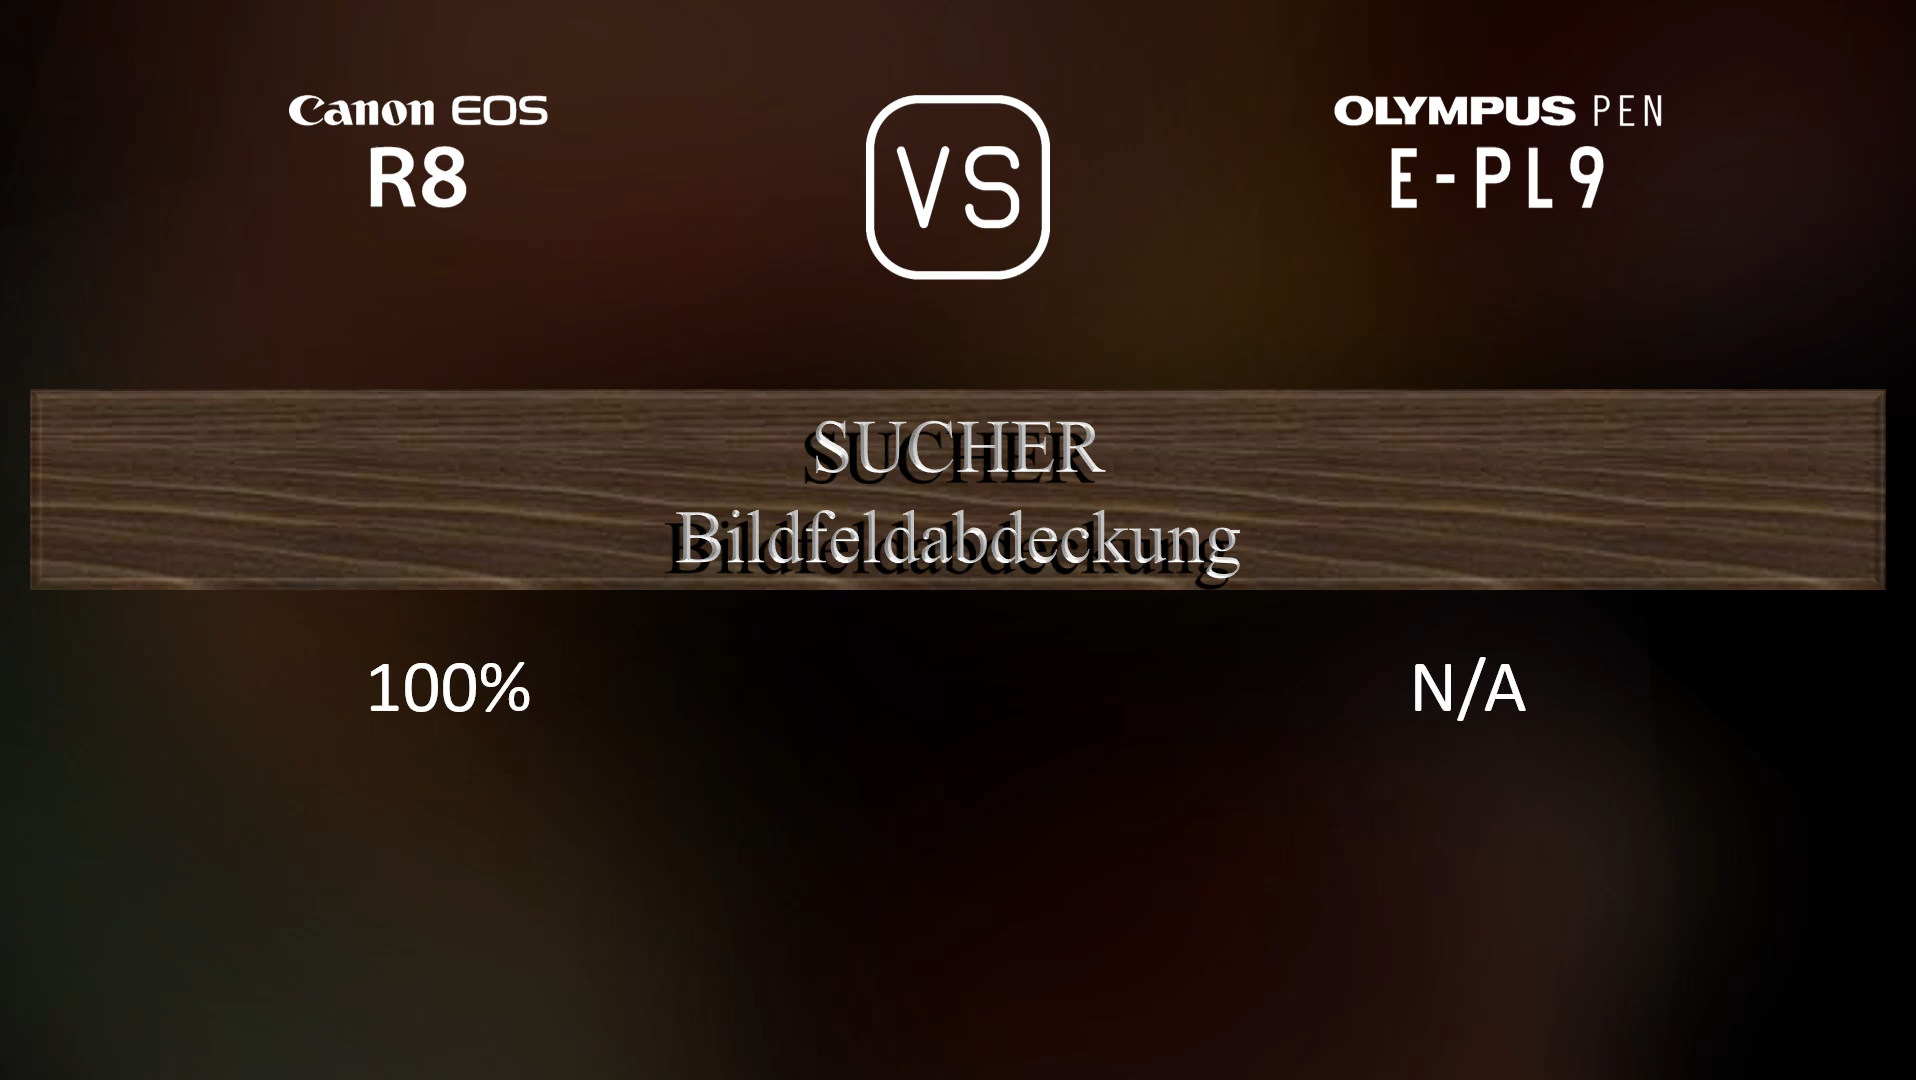 Canon EOS
R8
VS
OLYMPUS PEN
E-PL9
SUCHER
Bildfeldabdeckung
100%
N/A